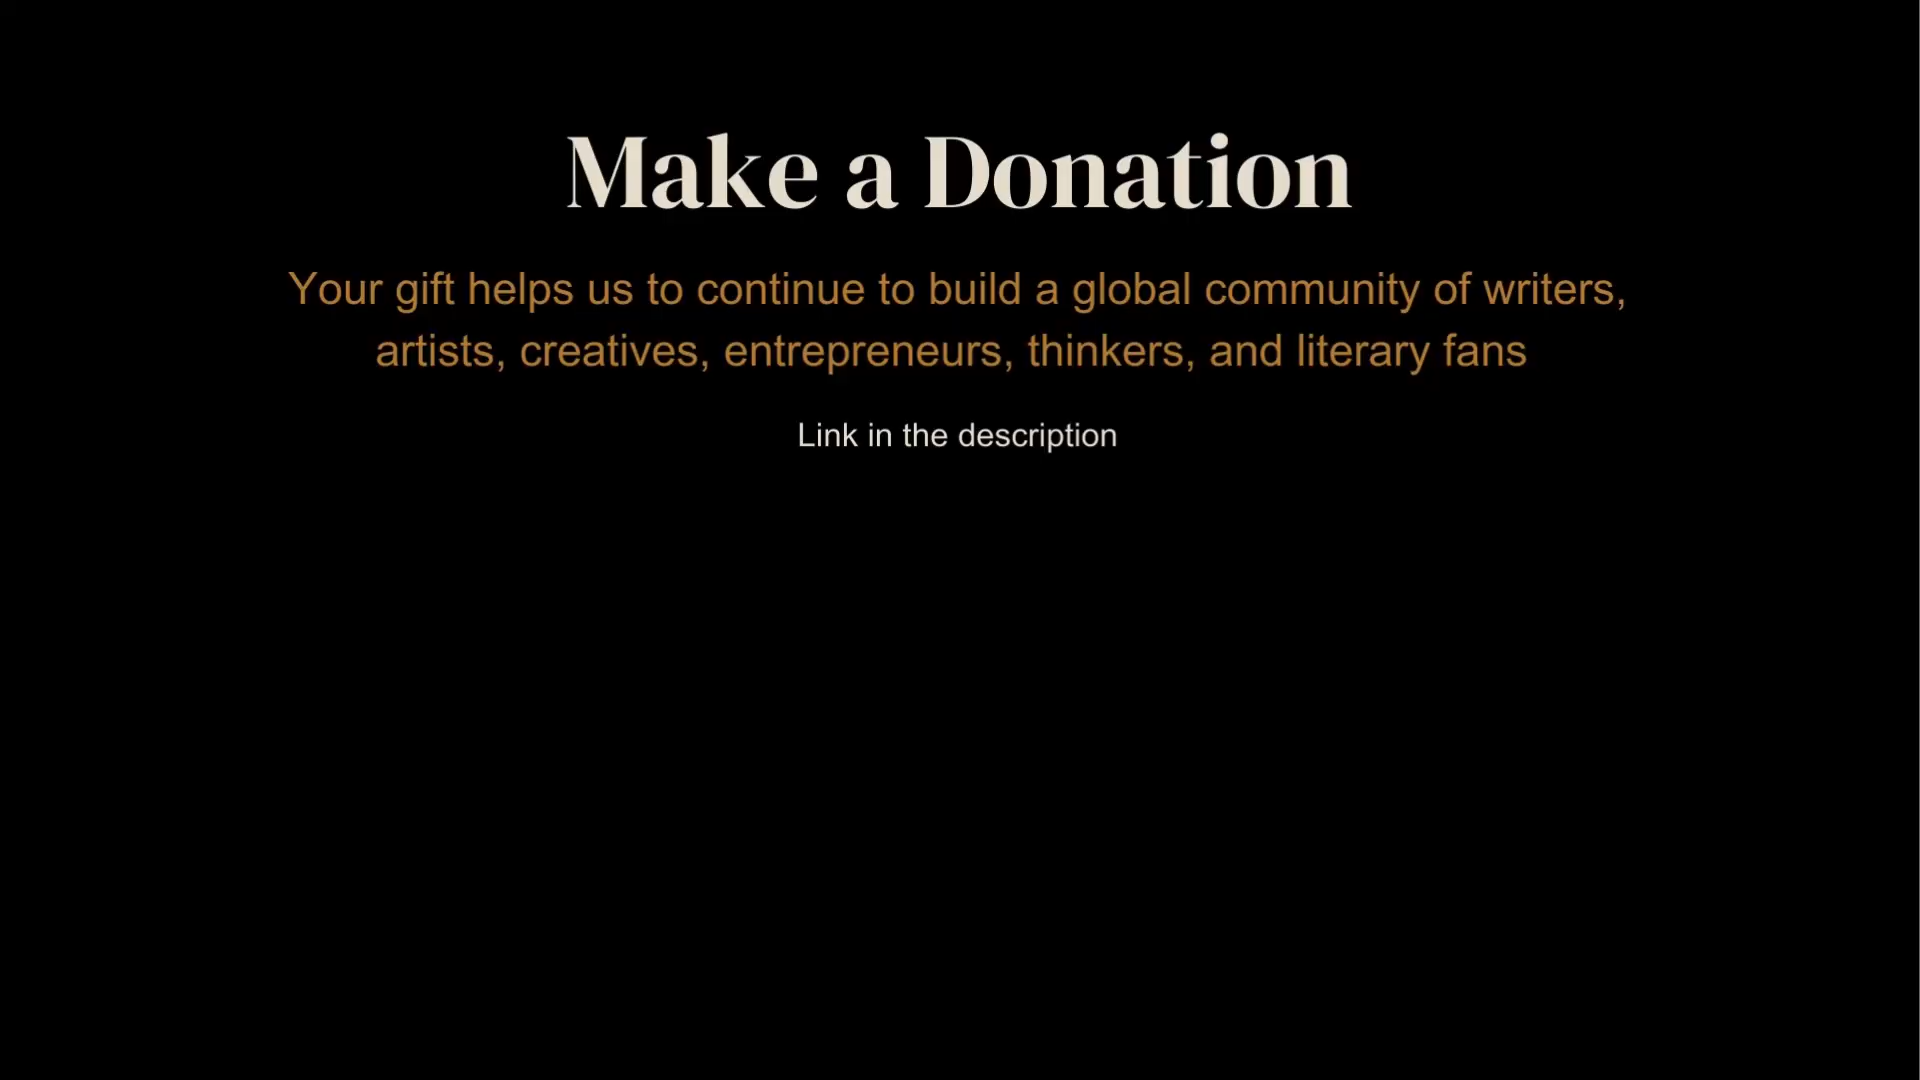 Make a Donation
Your gift helps us to continue to build a global community of writers,
artists, creatives, entrepreneurs, thinkers, and literary fans
Link in the description